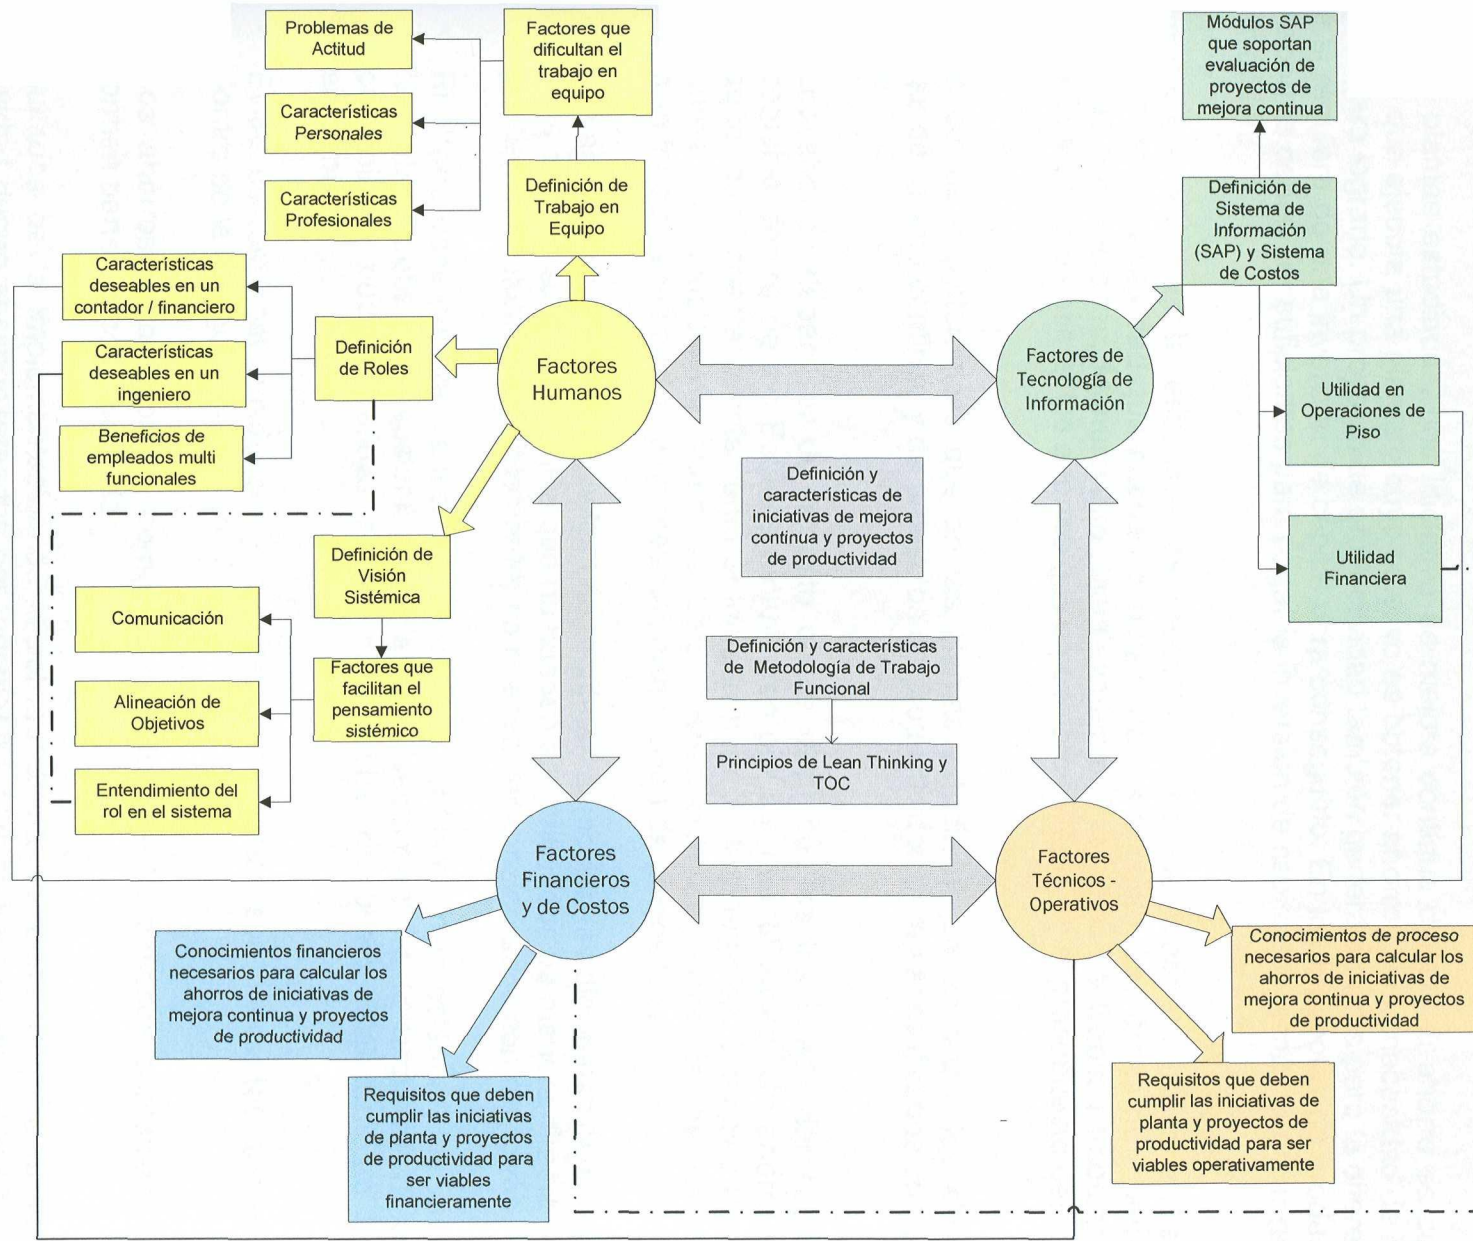 Problemas de
Actitud
Factores que
dificultan el
trabajo en
equipo
Características
Personales
Características
Profesionales
Definición de
Trabajo en
Equipo
Módulos SAP
que soportan
evaluación de
proyectos de
mejora continua
Definición de
Sistema de
Información
(SAP) y Sistema
de Costos
Características
deseables en un
contador / financiero
Características
deseables en un
ingeniero
Beneficios de
empleados multi
funcionales
Definición
de Roles
Factores
Humanos
Factores de
Tecnología de
Información
Utilidad en
Operaciones de
Piso
Utilidad
Financiera
Definición y
características de
iniciativas de mejora
continua y proyectos
de productividad
Definición de
Visión
Sistémica
Comunicación
Alineación de
Objetivos
Entendimiento del
rol en el sistema
Factores que
facilitan el
pensamiento
sistémico
Definición y características
de Metodología de Trabajo
Funcional
Principios de Lean Thinking y
TOC
Factores
Financieros
y de Costos
Factores
Técnicos -
Operativos
Conocimientos financieros
necesarios para calcular los
ahorros de iniciativas de
mejora continua y proyectos
de productividad
Requisitos que deben
cumplir las iniciativas
de planta y proyectos
de productividad para
ser viables
financieramente
Conocimientos de proceso
necesarios para calcular los
ahorros de iniciativas de
mejora continua y proyectos
de productividad
Requisitos que deben
cumplir las iniciativas de
planta y proyectos de
productividad para ser
viables operativamente